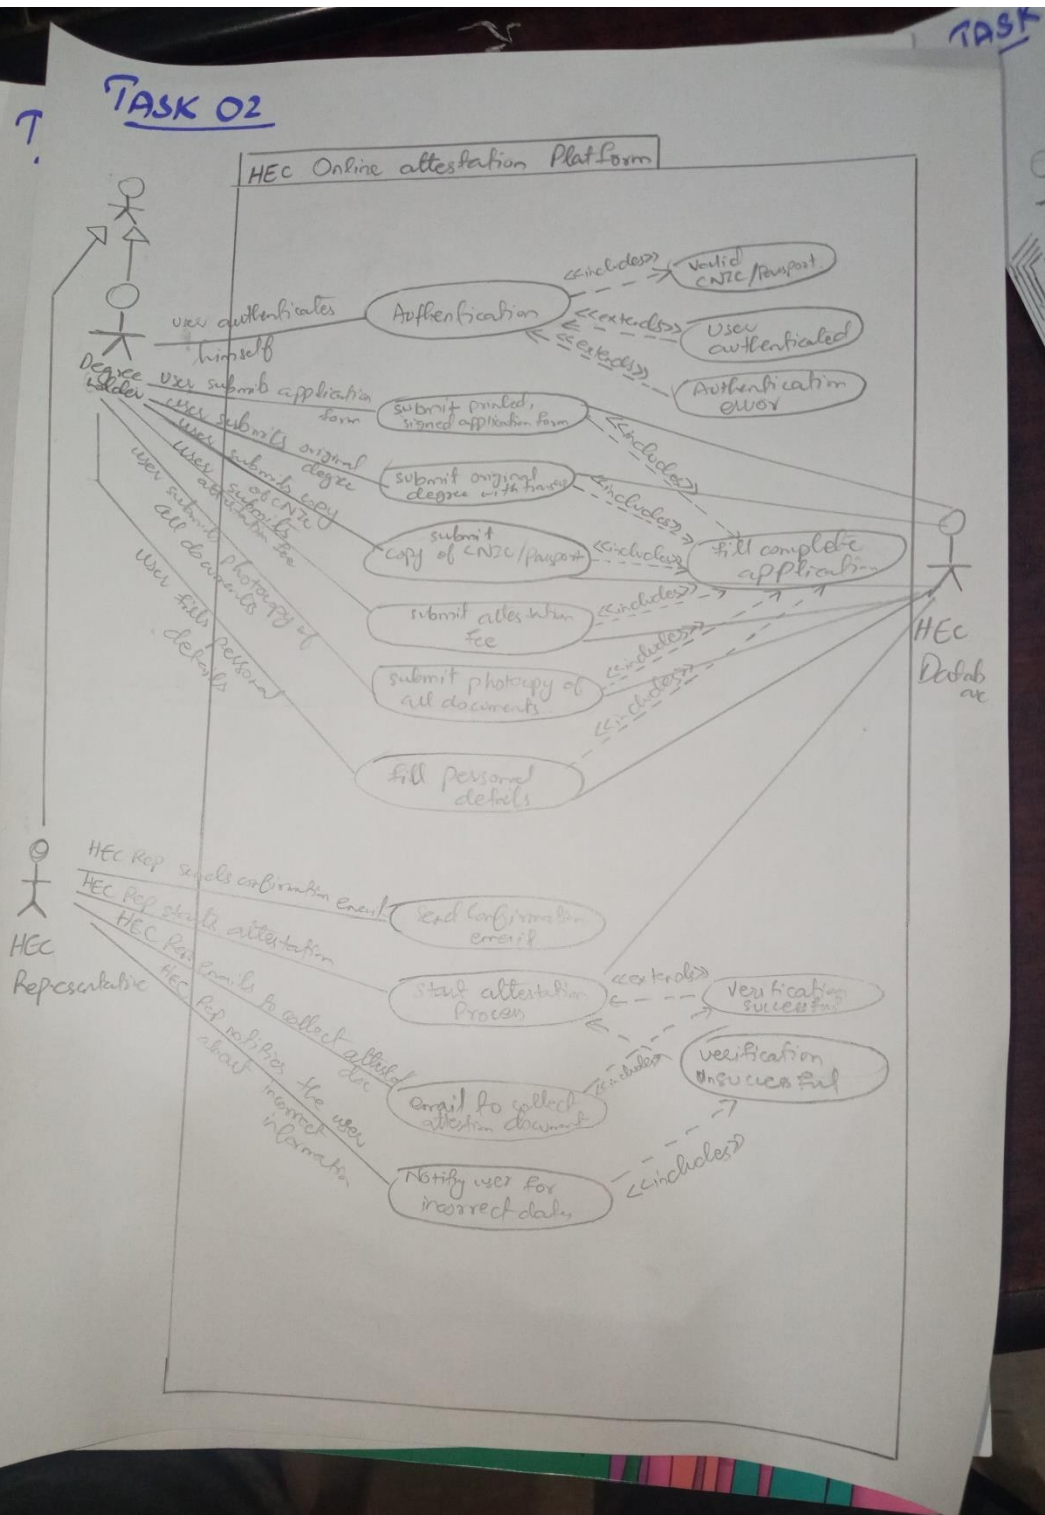 TASK
T
TASK 02
HEC Online attestation Platform
<<includes>>
valid
CNIC/Passport.
user authenticates
himself
Authentication
<<extends>>
User
authenticated
<<extends>>
Authentication
error
Degree
Holder
User submib application
form
submit printed,
signed application form
<<includes>>
user submits original
degree
submit original
degree with
<<includes>>
user submits copy
of CNIC
submit
copy of CNIC/Passport
<<includes>>
fill complete
application
user submits
attestation fee
submit attestation
Fee
<<includes>>
HEC
Datab
ase
user submits photocopy of
all documents
submit photocopy of
all documents
<<includes>>
User fills personal
details
<<includes>>
fill personal
details
HEC
Representative
HEC Rep sends confirmation email
send confirmation
email
HEC Rep starts attestation
start attestation
Process
<<extends>>
verification
successful
HEC Rep emails to collect attested
doc
email to collect
attestion document
<<includes>>
verification
unsuccessful
HEC Rep notifies the user
about incorrect
information
Notify user for
incorrect data
<<includes>>